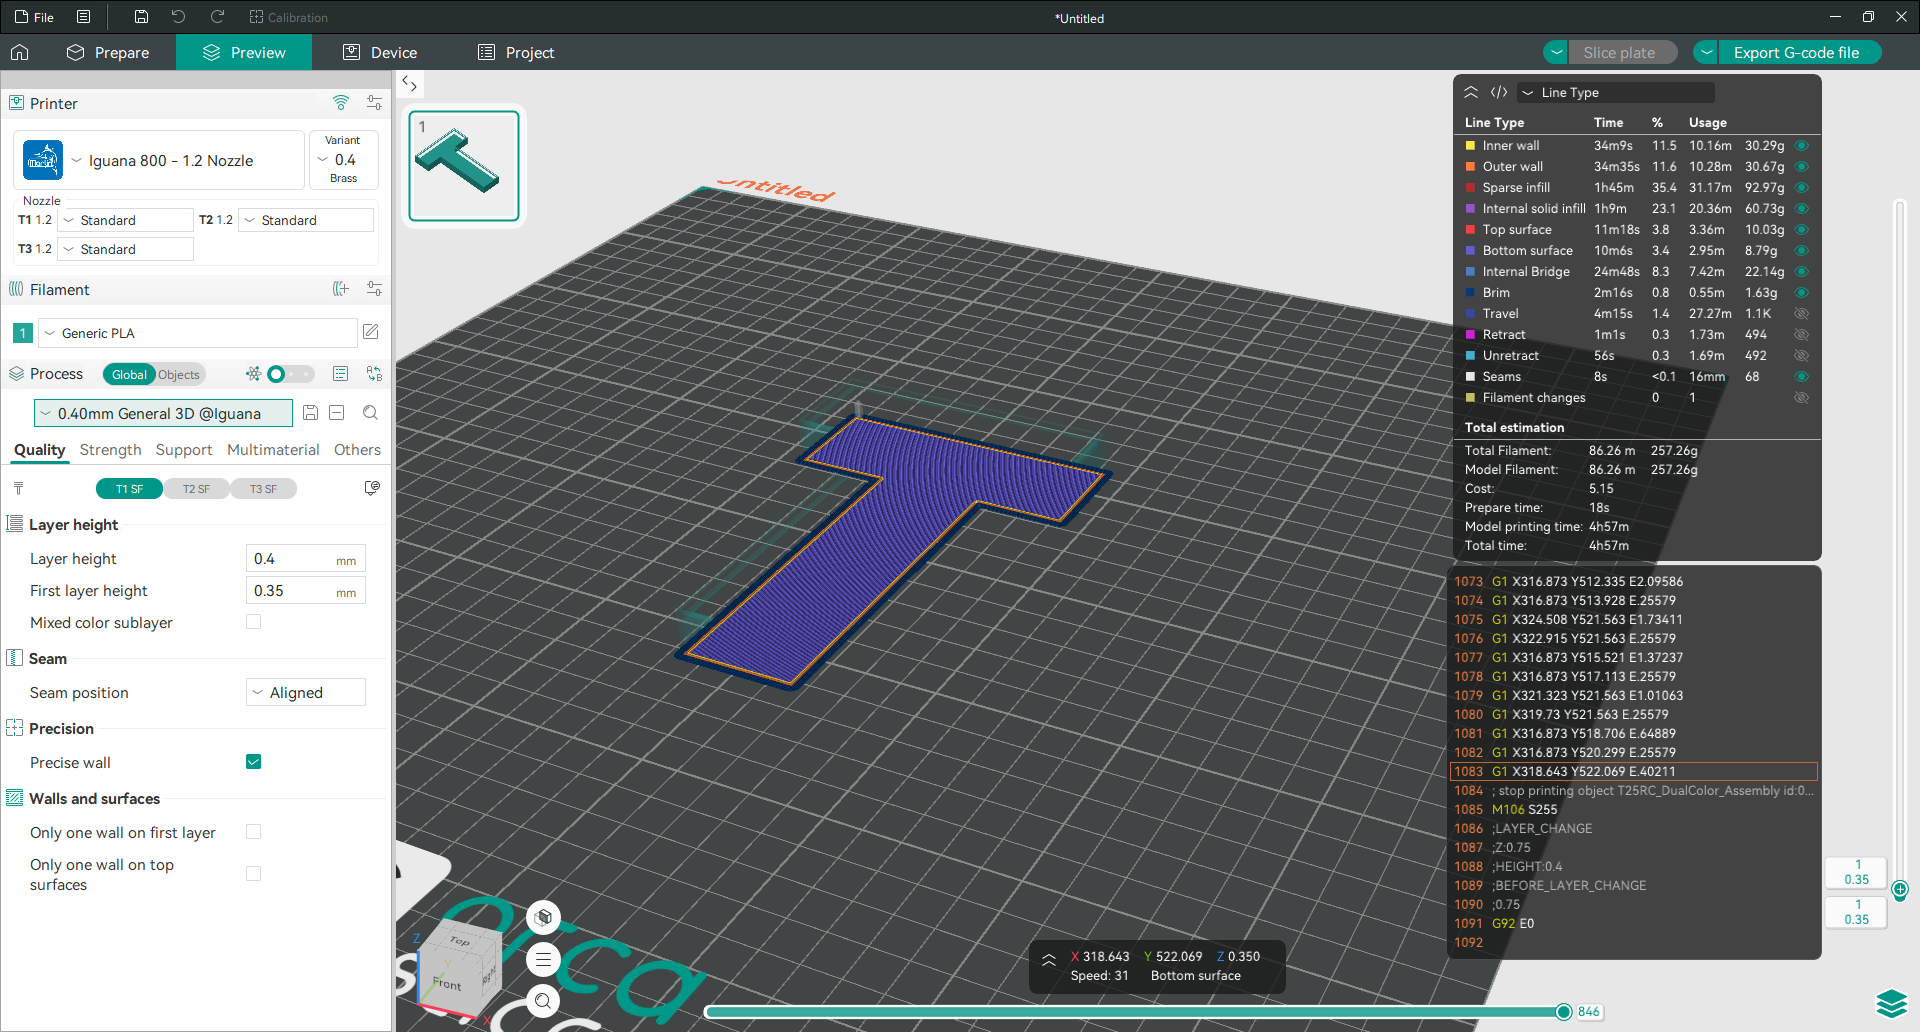 File
Calibration
*Untitled
Prepare
Preview
Device
Project
Slice plate
Export G-code file
Printer
Iguana 800 - 1.2 Nozzle
Variant
0.4
Brass
Nozzle
T1 1.2 Standard
T2 1.2 Standard
T3 1.2 Standard
Filament
1 Generic PLA
Process Global Objects
0.40mm General 3D @Iguana
Quality Strength Support Multimaterial Others
T1 SF T2 SF T3 SF
Layer height
Layer height 0.4 mm
First layer height 0.35 mm
Mixed color sublayer
Seam
Seam position Aligned
Precision
Precise wall
Walls and surfaces
Only one wall on first layer
Only one wall on top
surfaces
1
Untitled
Line Type
Line Type Time % Usage
Inner wall 34m9s 11.5 10.16m 30.29g
Outer wall 34m35s 11.6 10.28m 30.67g
Sparse infill 1h45m 35.4 31.17m 92.97g
Internal solid infill 1h9m 23.1 20.36m 60.73g
Top surface 11m18s 3.8 3.36m 10.03g
Bottom surface 10m6s 3.4 2.95m 8.79g
Internal Bridge 24m48s 8.3 7.42m 22.14g
Brim 2m16s 0.8 0.55m 1.63g
Travel 4m15s 1.4 27.27m 1.1K
Retract 1m1s 0.3 1.73m 494
Unretract 56s 0.3 1.69m 492
Seams 8s <0.1 16mm 68
Filament changes 0 1
Total estimation
Total Filament: 86.26 m 257.26g
Model Filament: 86.26 m 257.26g
Cost: 5.15
Prepare time: 18s
Model printing time: 4h57m
Total time: 4h57m
1073 G1 X316.873 Y512.335 E2.09586
1074 G1 X316.873 Y513.928 E.25579
1075 G1 X324.508 Y521.563 E1.73411
1076 G1 X322.915 Y521.563 E.25579
1077 G1 X316.873 Y515.521 E1.37237
1078 G1 X316.873 Y517.113 E.25579
1079 G1 X321.323 Y521.563 E1.01063
1080 G1 X319.73 Y521.563 E.25579
1081 G1 X316.873 Y518.706 E.64889
1082 G1 X316.873 Y520.299 E.25579
1083 G1 X318.643 Y522.069 E.40211
1084 ; stop printing object T25RC_DualColor_Assembly id:0...
1085 M106 S255
1086 ;LAYER_CHANGE
1087 ;Z:0.75
1088 ;HEIGHT:0.4
1089 ;BEFORE_LAYER_CHANGE
1090 ;0.75
1091 G92 E0
1092
1
0.35
1
0.35
X 318.643 Y 522.069 Z 0.350
Speed: 31 Bottom surface
846
Orca
Top
Front
Right
Z
Y
X